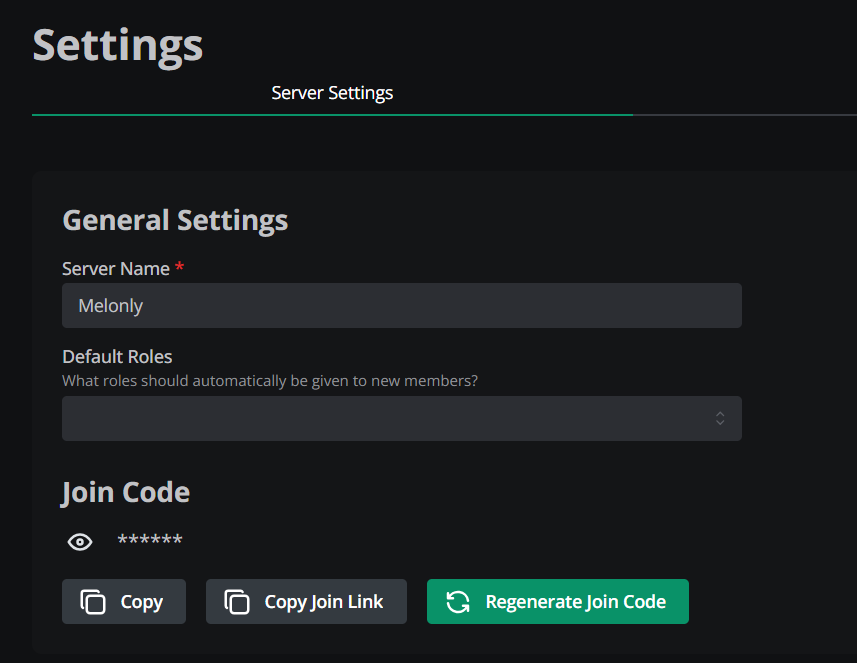 Settings
Server Settings
General Settings
Server Name *
Melonly
Default Roles
What roles should automatically be given to new members?
Join Code
******
Copy
Copy Join Link
Regenerate Join Code